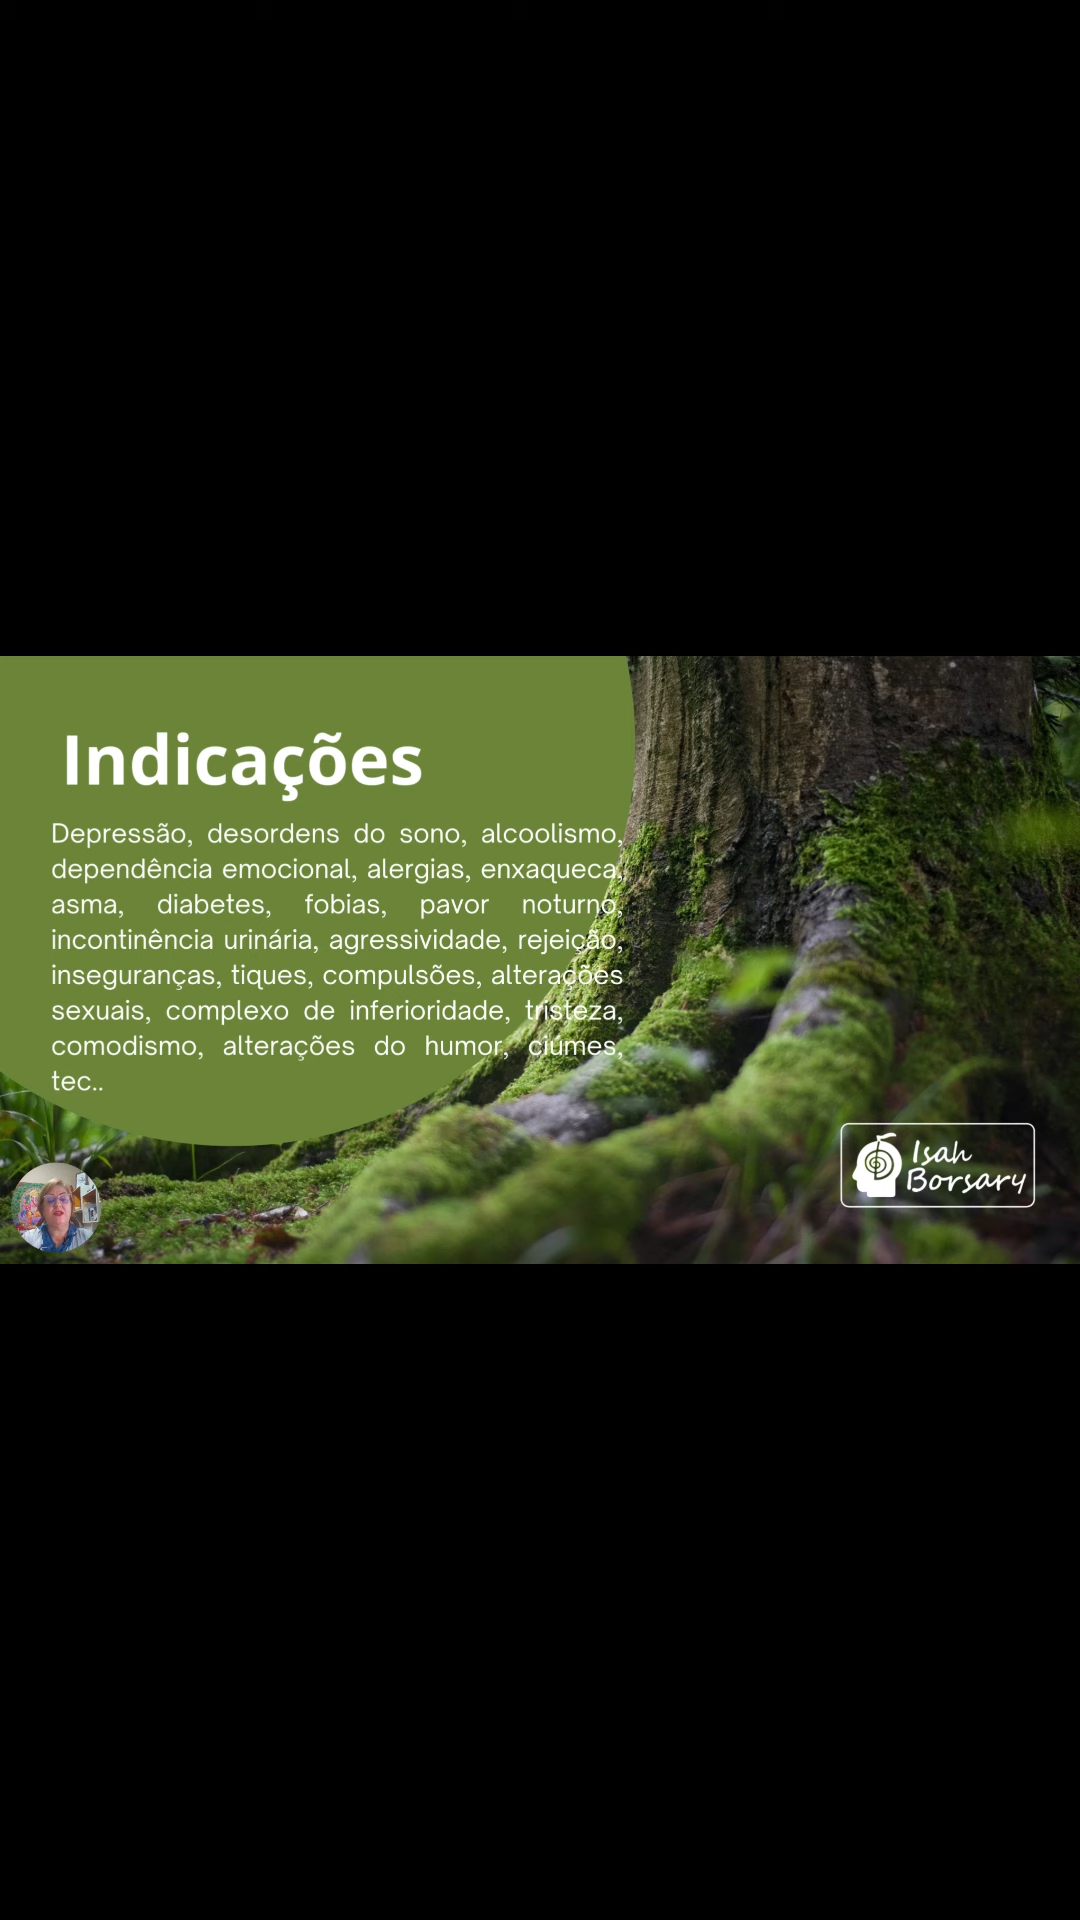 Indicações
Depressão, desordens do sono, alcoolismo,
dependência emocional, alergias, enxaqueca,
asma, diabetes, fobias, pavor noturno,
incontinência urinária, agressividade, rejeição,
inseguranças, tiques, compulsões, alterações
sexuais, complexo de inferioridade, tristeza,
comodismo, alterações do humor, ciúmes,
tec..
Isah
Borsary